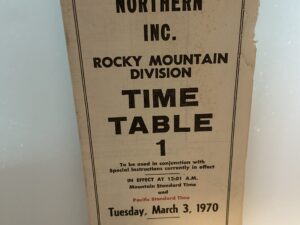 NORTHERN
INC.
ROCKY MOUNTAIN
DIVISION
TIME
TABLE
1
To be used in conjunction with
Special Instructions currently in effect
IN EFFECT AT 12:01 A.M.
Mountain Standard Time
and
Pacific Standard Time
Tuesday, March 3, 1970